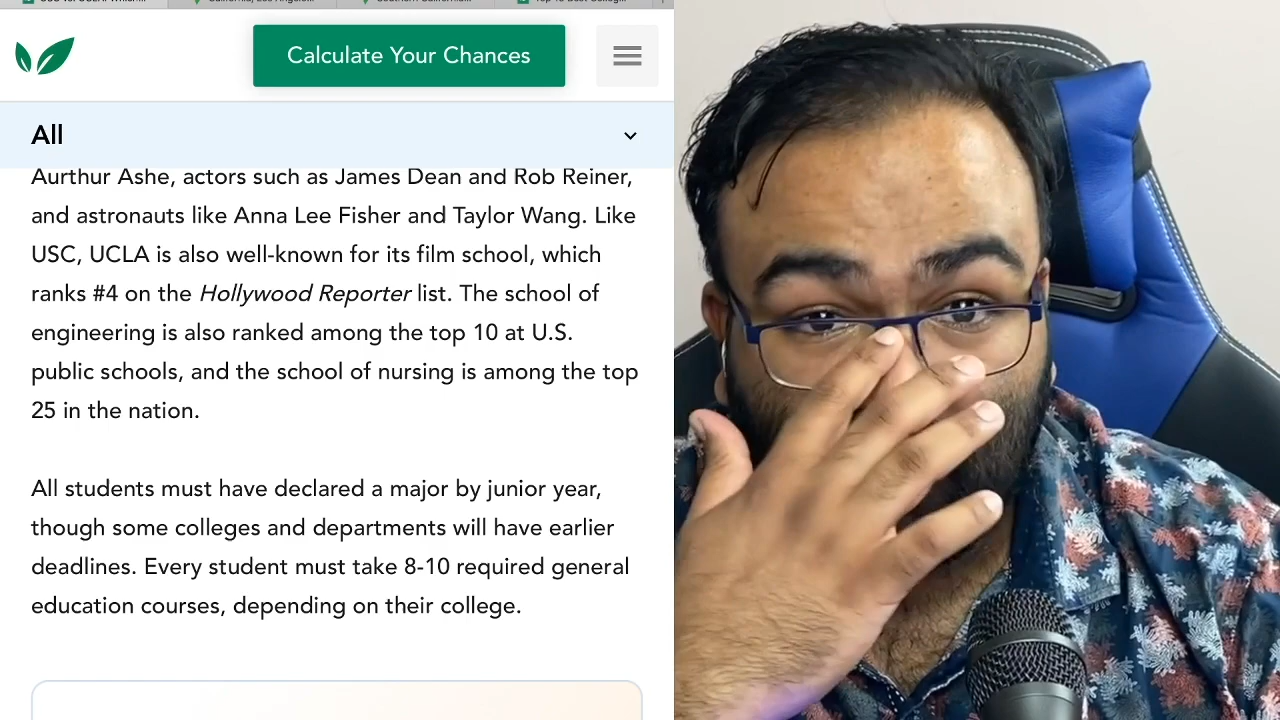 Calculate Your Chances
All
Aurthur Ashe, actors such as James Dean and Rob Reiner,
and astronauts like Anna Lee Fisher and Taylor Wang. Like
USC, UCLA is also well-known for its film school, which
ranks #4 on the Hollywood Reporter list. The school of
engineering is also ranked among the top 10 at U.S.
public schools, and the school of nursing is among the top
25 in the nation.
All students must have declared a major by junior year,
though some colleges and departments will have earlier
deadlines. Every student must take 8-10 required general
education courses, depending on their college.